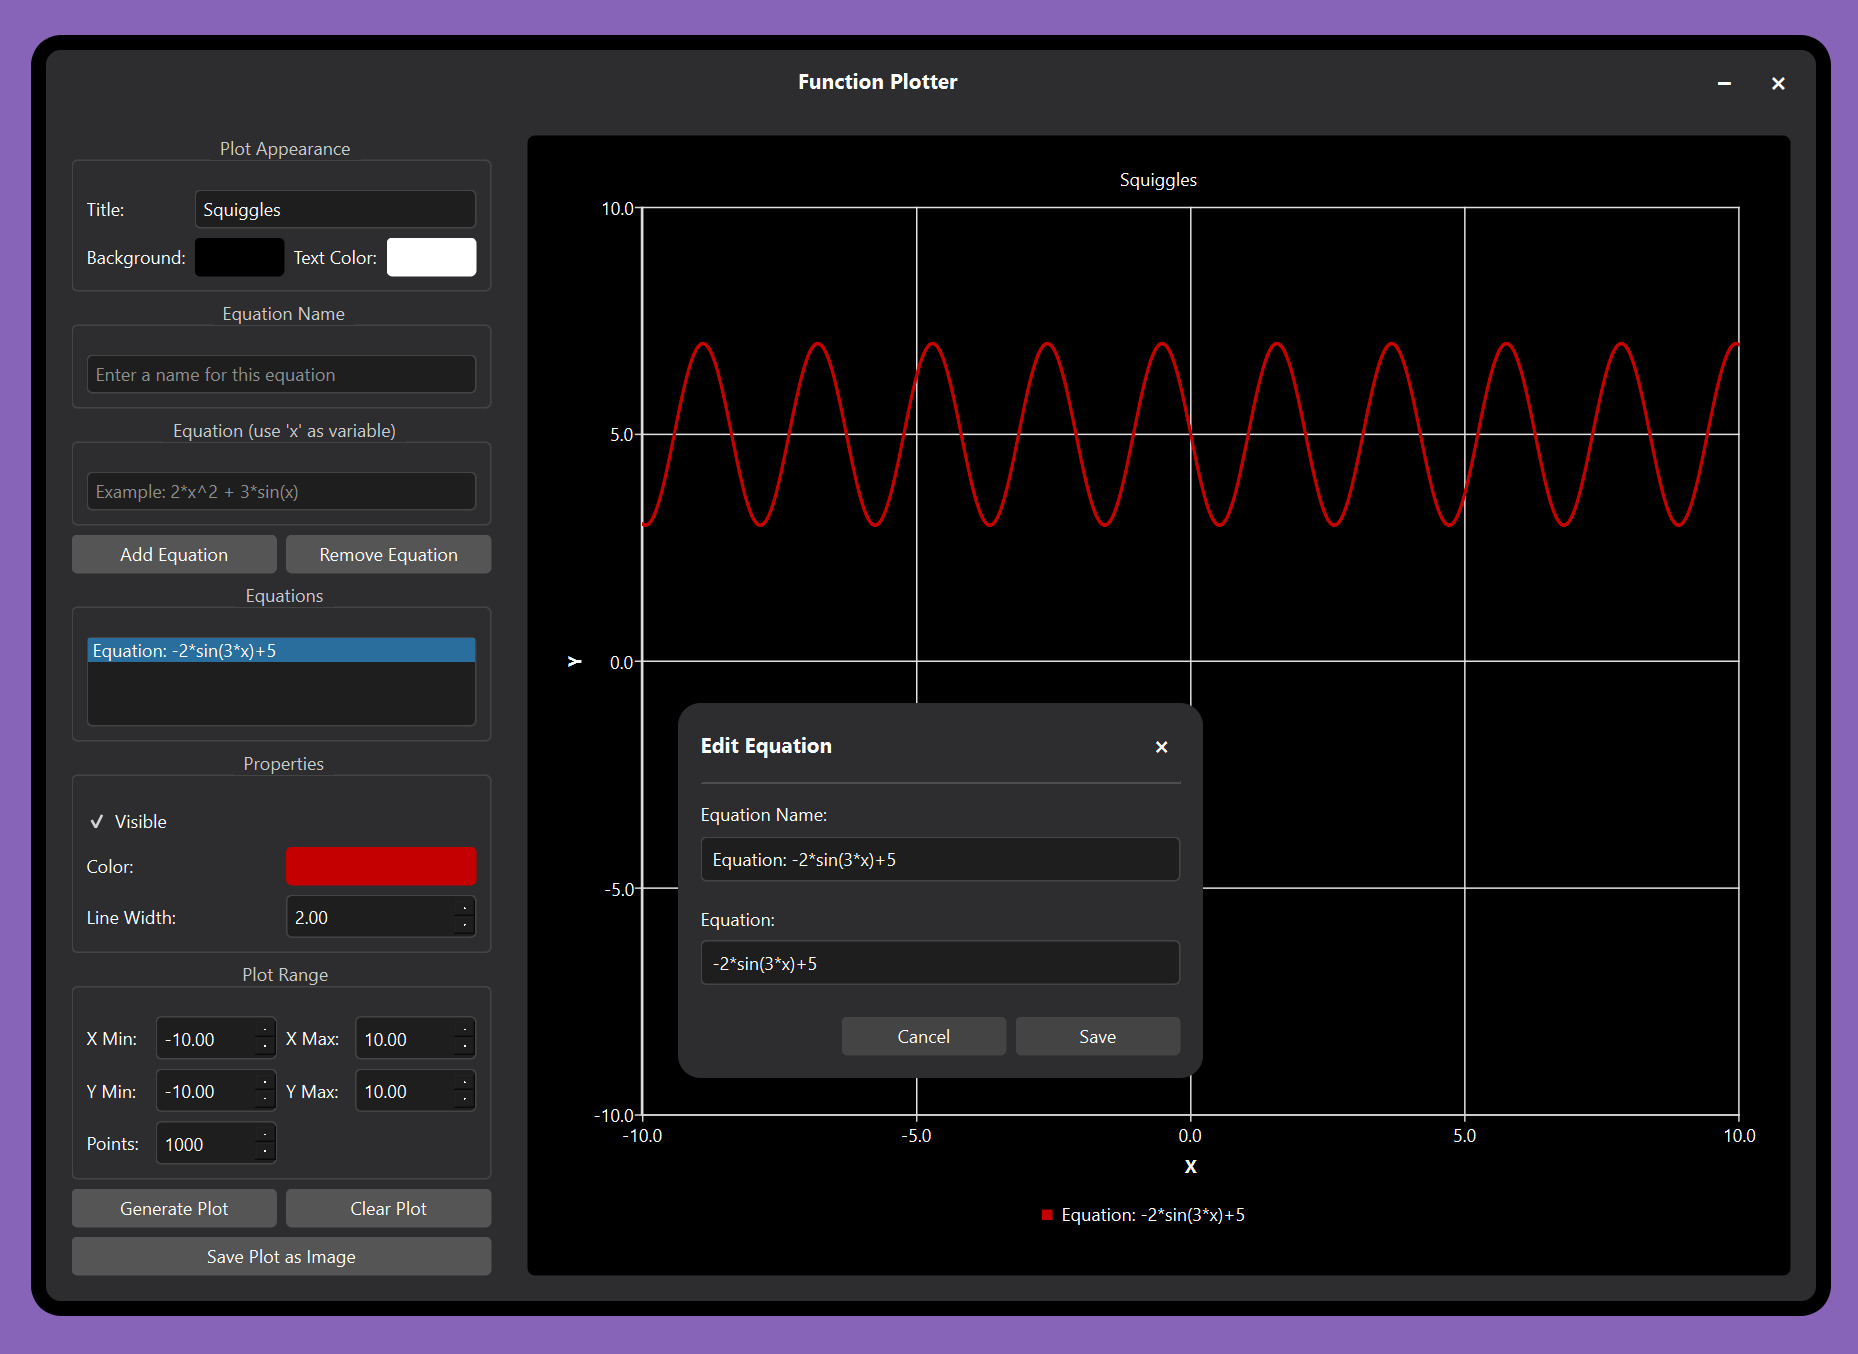 Function Plotter
Plot Appearance
Title: Squiggles
Background: Text Color:
Equation Name
Enter a name for this equation
Equation (use 'x' as variable)
Example: 2*x^2 + 3*sin(x)
Add Equation Remove Equation
Equations
Equation: -2*sin(3*x)+5
Properties
Visible
Color:
Line Width: 2.00
Plot Range
X Min: -10.00 X Max: 10.00
Y Min: -10.00 Y Max: 10.00
Points: 1000
Generate Plot Clear Plot
Save Plot as Image
Squiggles
10.0
5.0
0.0
-5.0
-10.0
Y
-10.0 -5.0 0.0 5.0 10.0
X
Equation: -2*sin(3*x)+5
Edit Equation
Equation Name:
Equation: -2*sin(3*x)+5
Equation:
-2*sin(3*x)+5
Cancel Save